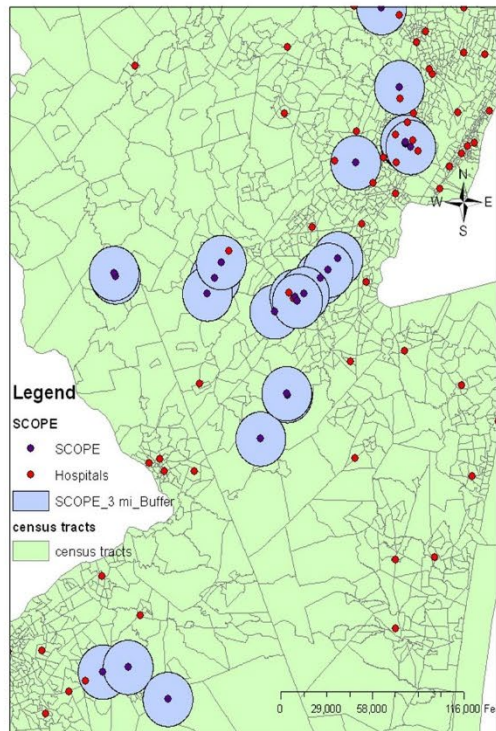 N
W E
S
Legend
SCOPE
SCOPE
Hospitals
SCOPE_3 mi_Buffer
census tracts
census tracts
0 29,000 58,000 116,000 Fe